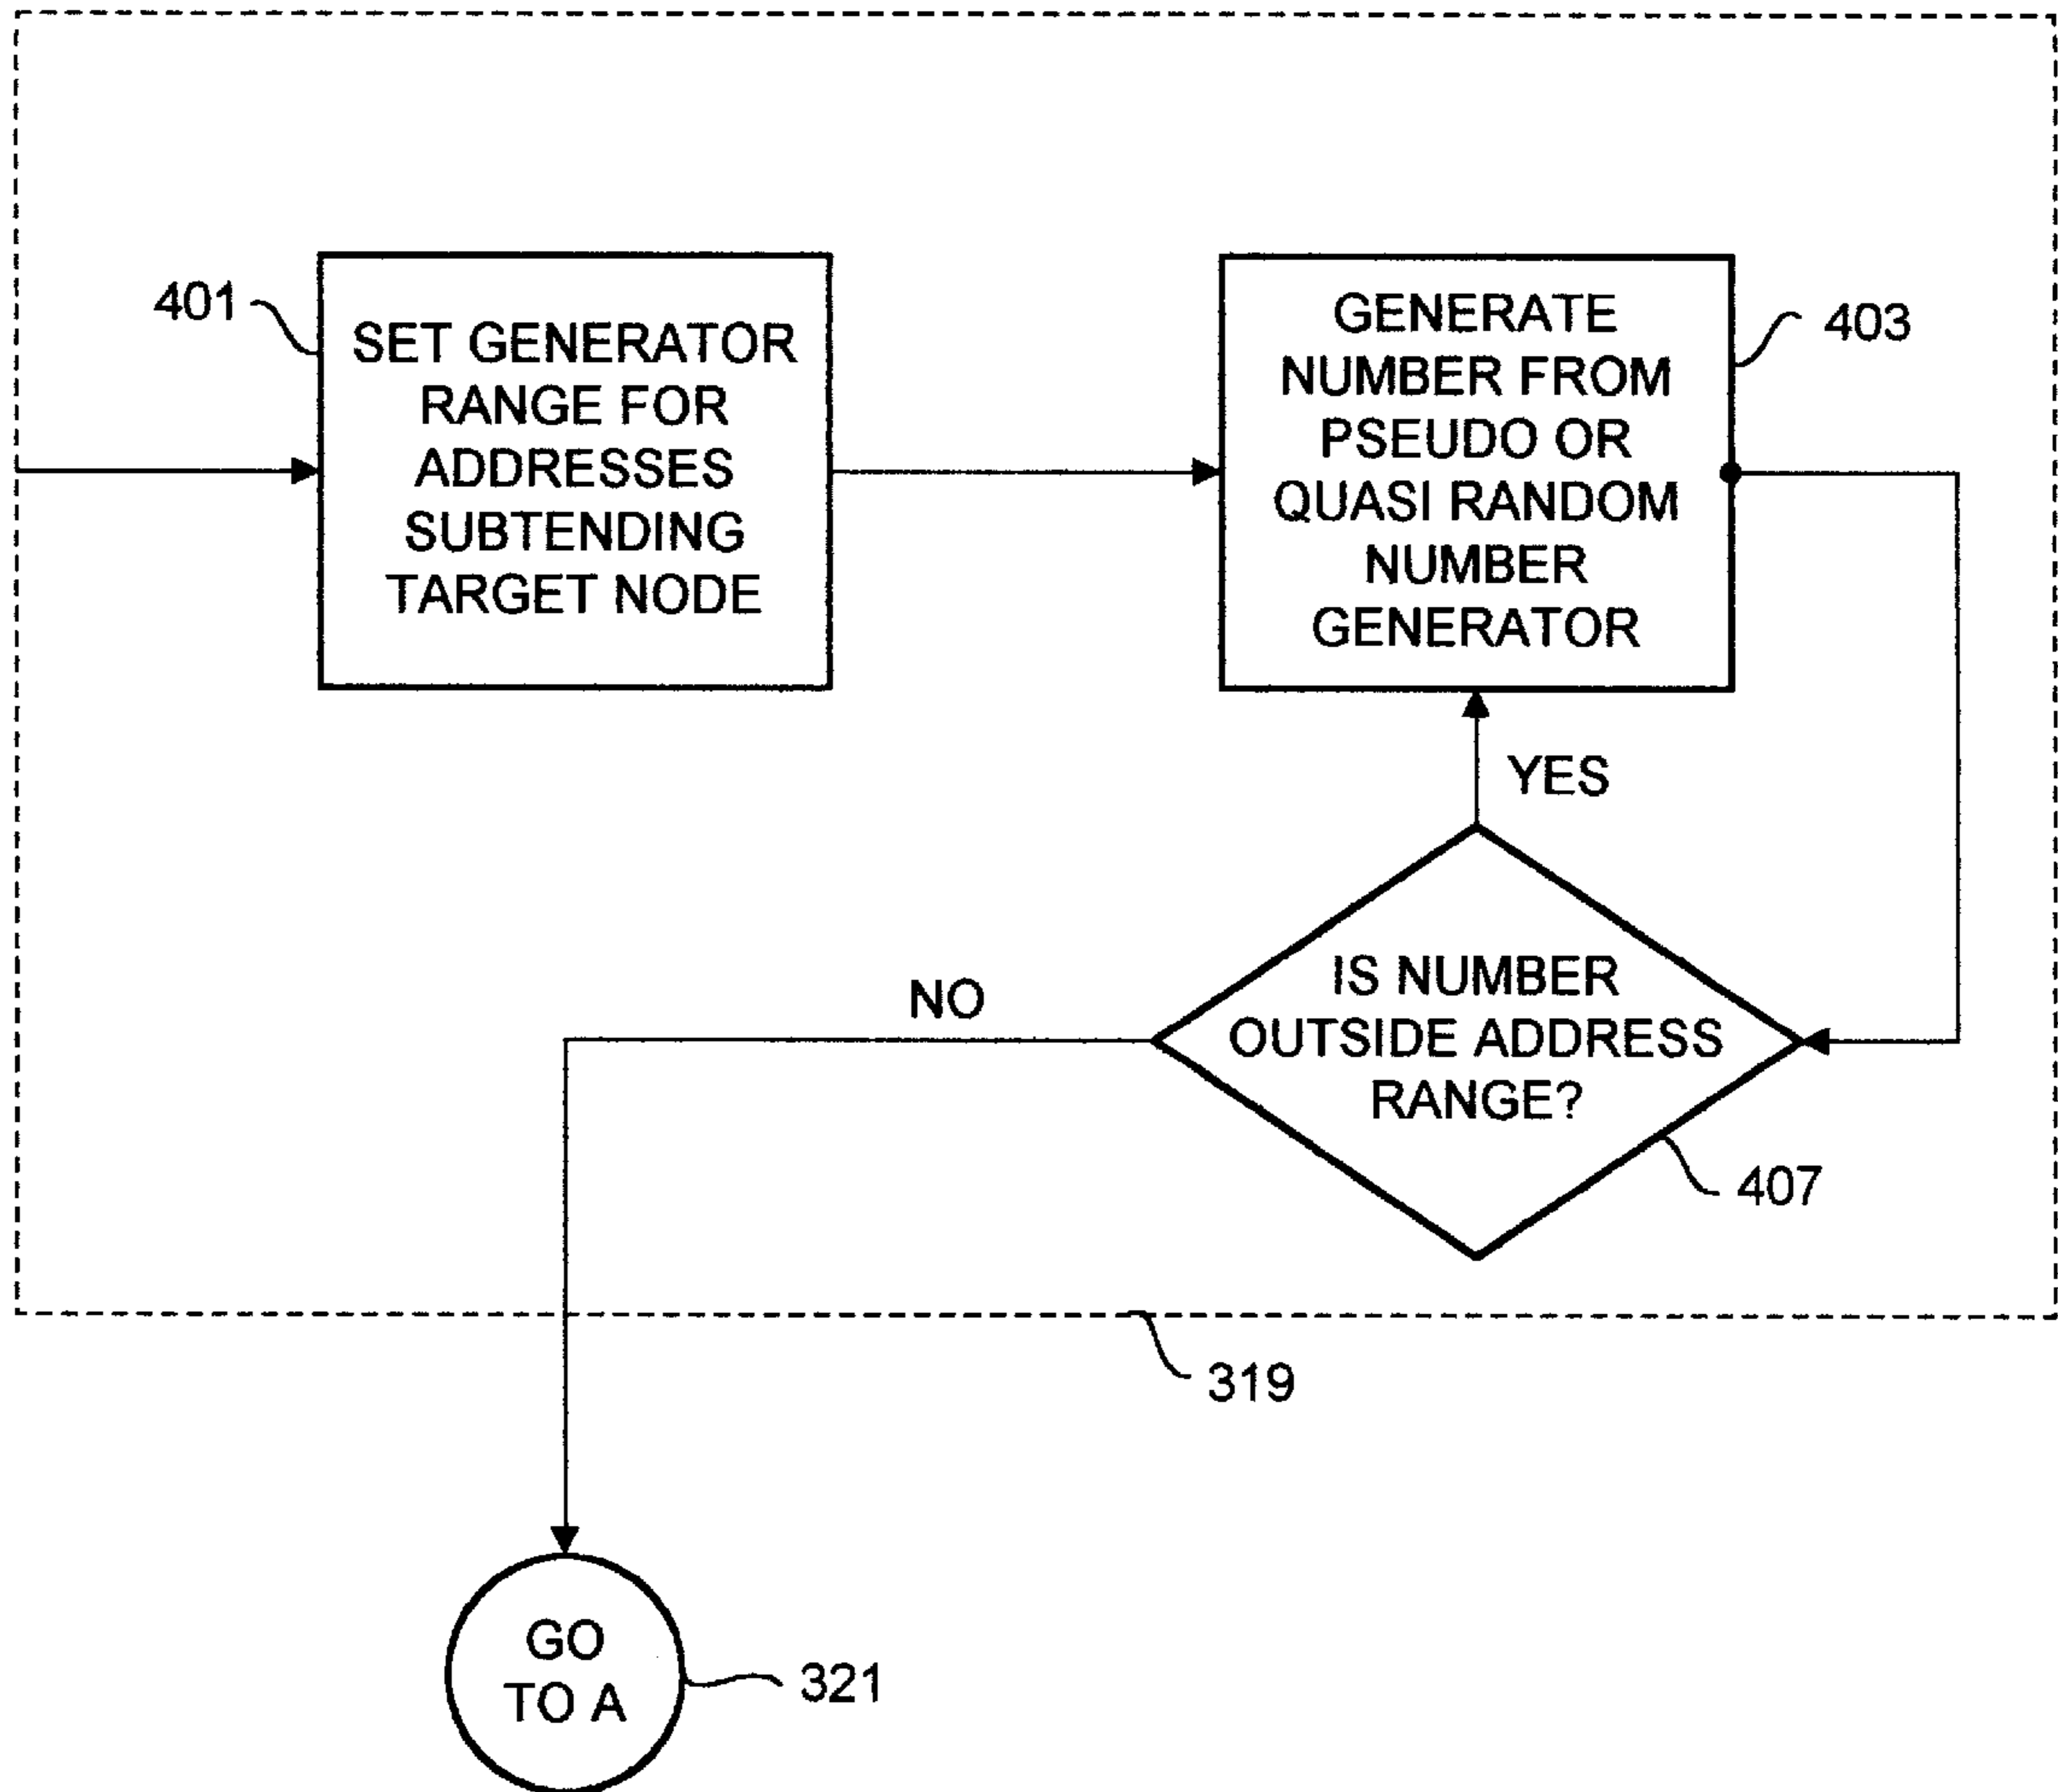 401
SET GENERATOR
RANGE FOR
ADDRESSES
SUBTENDING
TARGET NODE
GENERATE
NUMBER FROM
PSEUDO OR
QUASI RANDOM
NUMBER
GENERATOR
403
YES
IS NUMBER
OUTSIDE ADDRESS
RANGE?
407
NO
319
GO
TO A
321